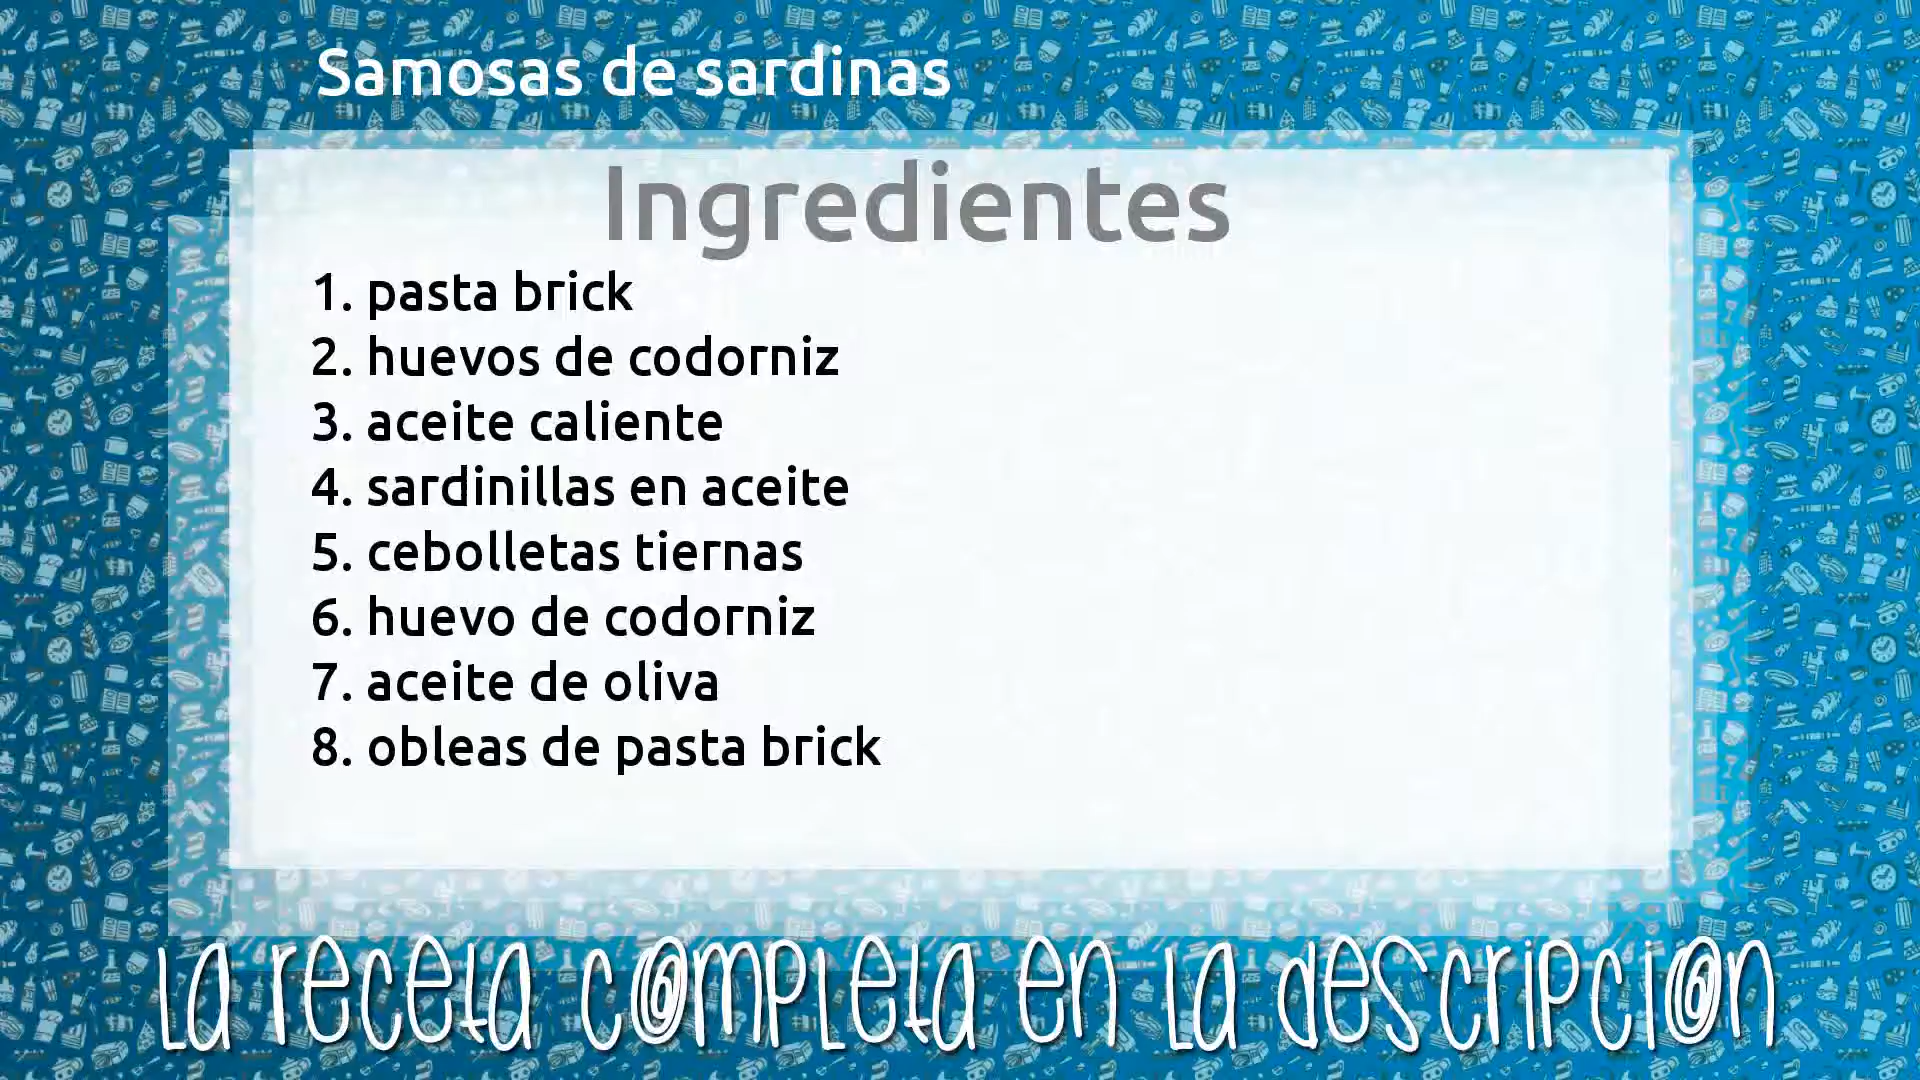 Samosas de sardinas
Ingredientes
1. pasta brick
2. huevos de codorniz
3. aceite caliente
4. sardinillas en aceite
5. cebolletas tiernas
6. huevo de codorniz
7. aceite de oliva
8. obleas de pasta brick
La receta completa en la descripcion